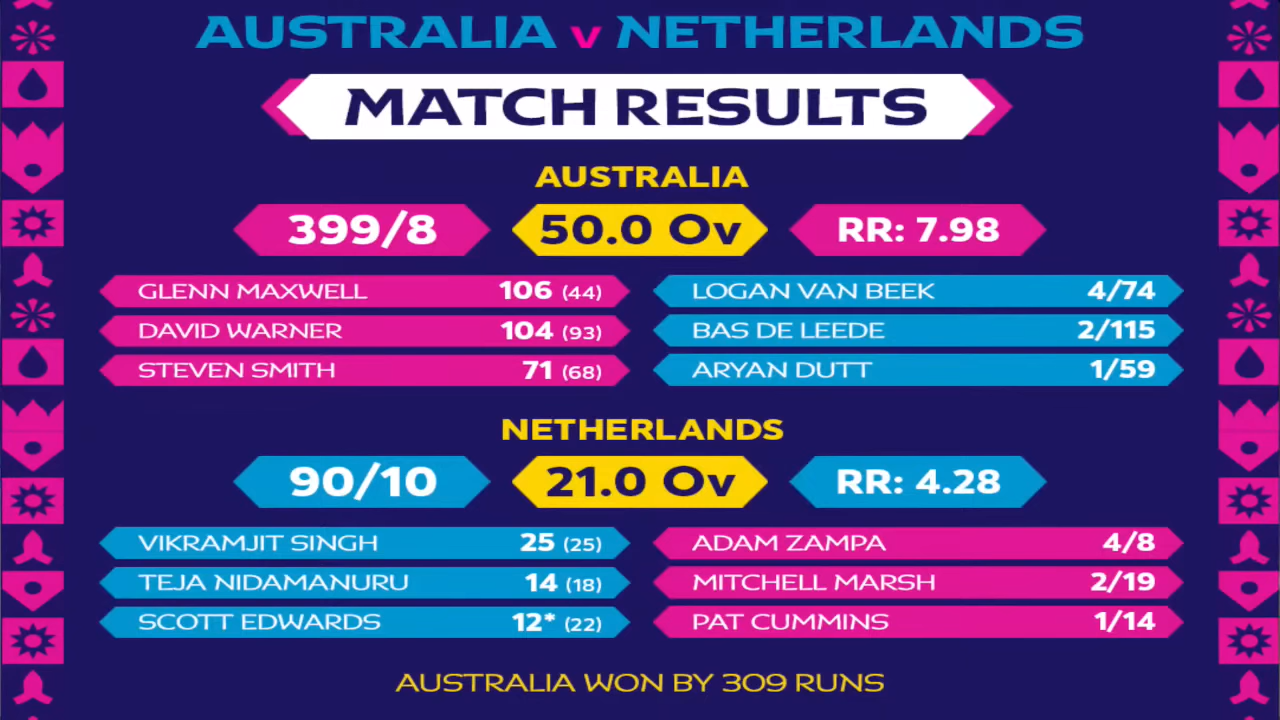 AUSTRALIA v NETHERLANDS
MATCH RESULTS
AUSTRALIA
399/8 50.0 Ov RR: 7.98
GLENN MAXWELL 106 (44) LOGAN VAN BEEK 4/74
DAVID WARNER 104 (93) BAS DE LEEDE 2/115
STEVEN SMITH 71 (68) ARYAN DUTT 1/59
NETHERLANDS
90/10 21.0 Ov RR: 4.28
VIKRAMJIT SINGH 25 (25) ADAM ZAMPA 4/8
TEJA NIDAMANURU 14 (18) MITCHELL MARSH 2/19
SCOTT EDWARDS 12* (22) PAT CUMMINS 1/14
AUSTRALIA WON BY 309 RUNS